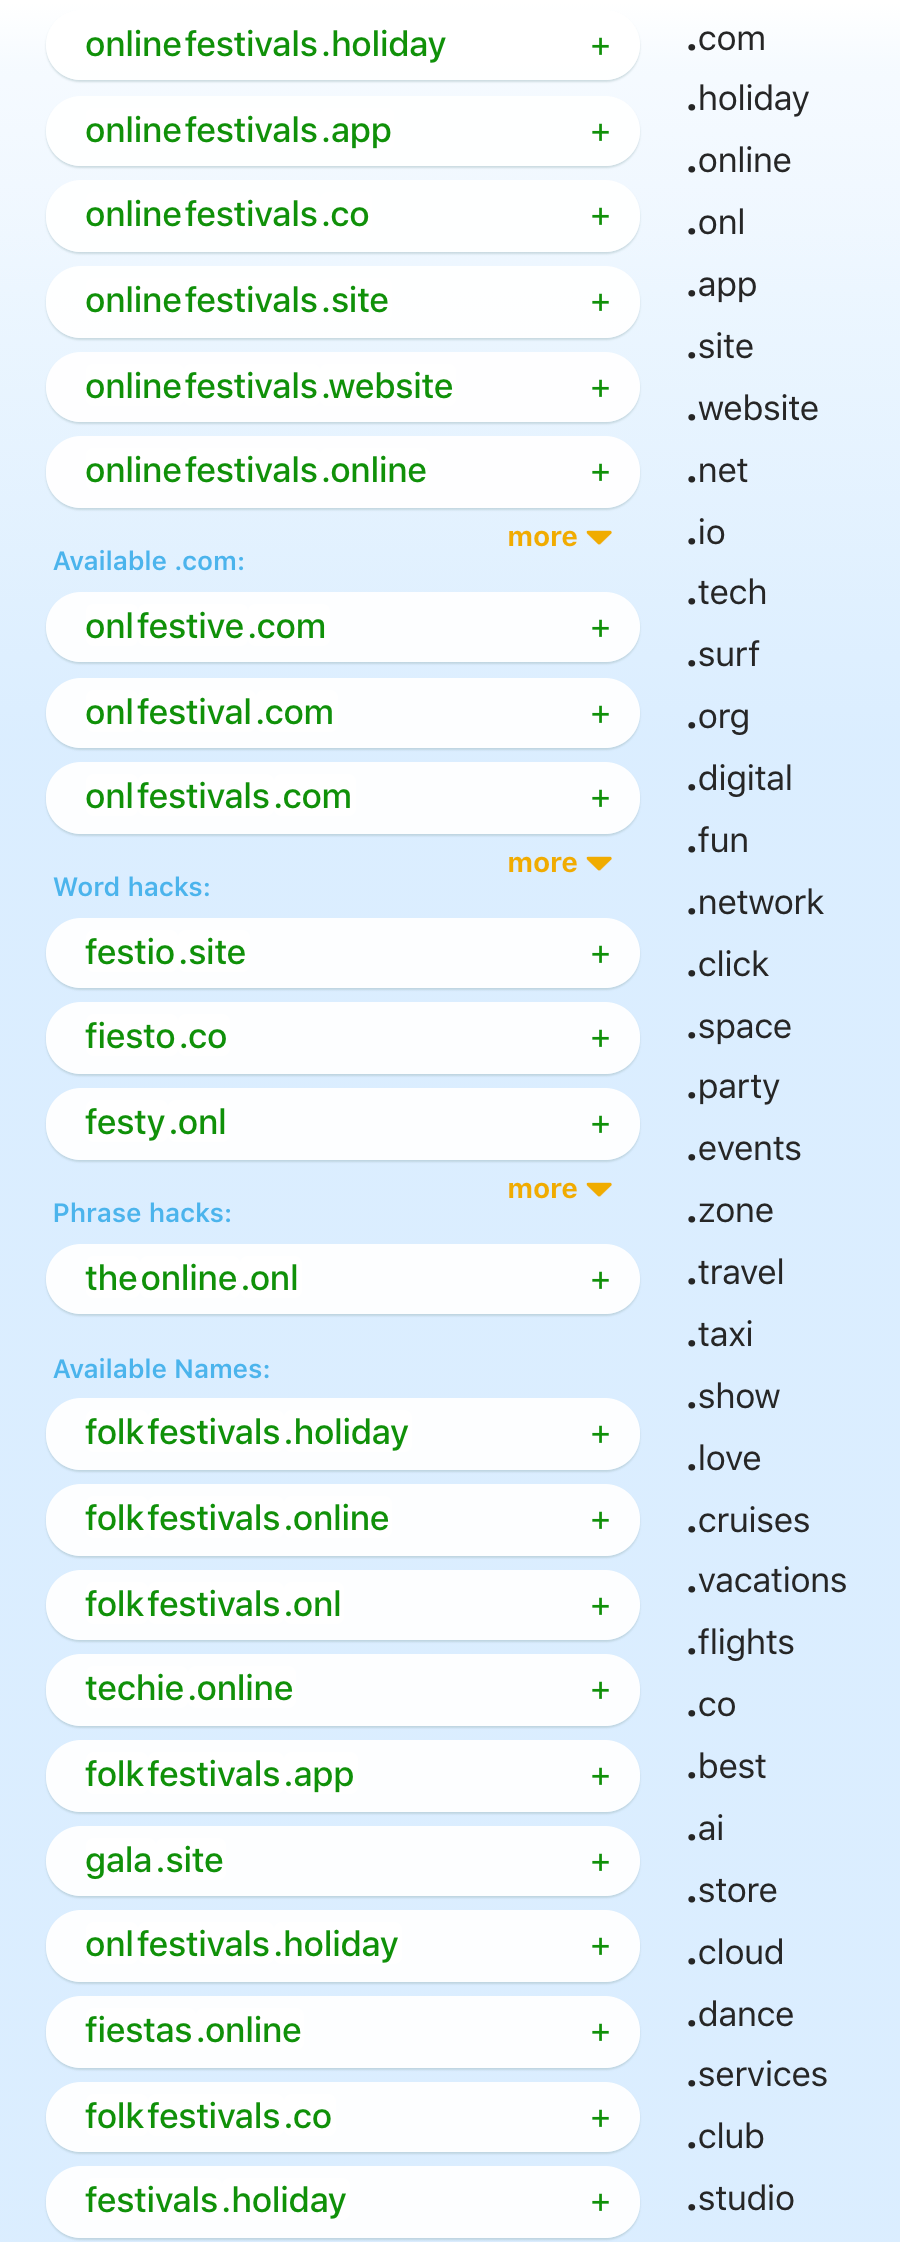 onlinefestivals.holiday +
onlinefestivals.app +
onlinefestivals.co +
onlinefestivals.site +
onlinefestivals.website +
onlinefestivals.online +
more
Available .com:
onlfestive.com +
onlfestival.com +
onlfestivals.com +
more
Word hacks:
festio.site +
fiesto.co +
festy.onl +
more
Phrase hacks:
theonline.onl +
Available Names:
folkfestivals.holiday +
folkfestivals.online +
folkfestivals.onl +
techie.online +
folkfestivals.app +
gala.site +
onlfestivals.holiday +
fiestas.online +
folkfestivals.co +
festivals.holiday +
.com
.holiday
.online
.onl
.app
.site
.website
.net
.io
.tech
.surf
.org
.digital
.fun
.network
.click
.space
.party
.events
.zone
.travel
.taxi
.show
.love
.cruises
.vacations
.flights
.co
.best
.ai
.store
.cloud
.dance
.services
.club
.studio